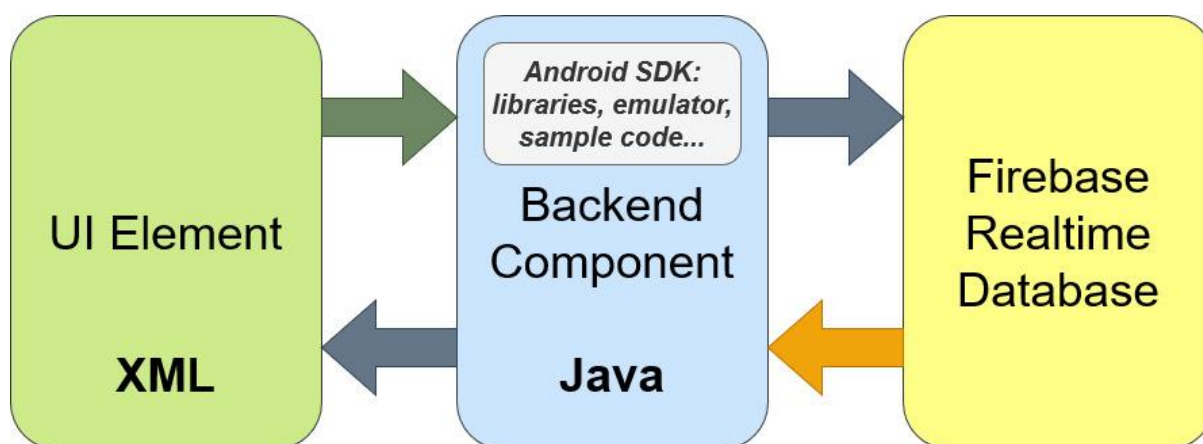 UI Element
XML
Android SDK:
libraries, emulator,
sample code...
Backend
Component
Java
Firebase
Realtime
Database